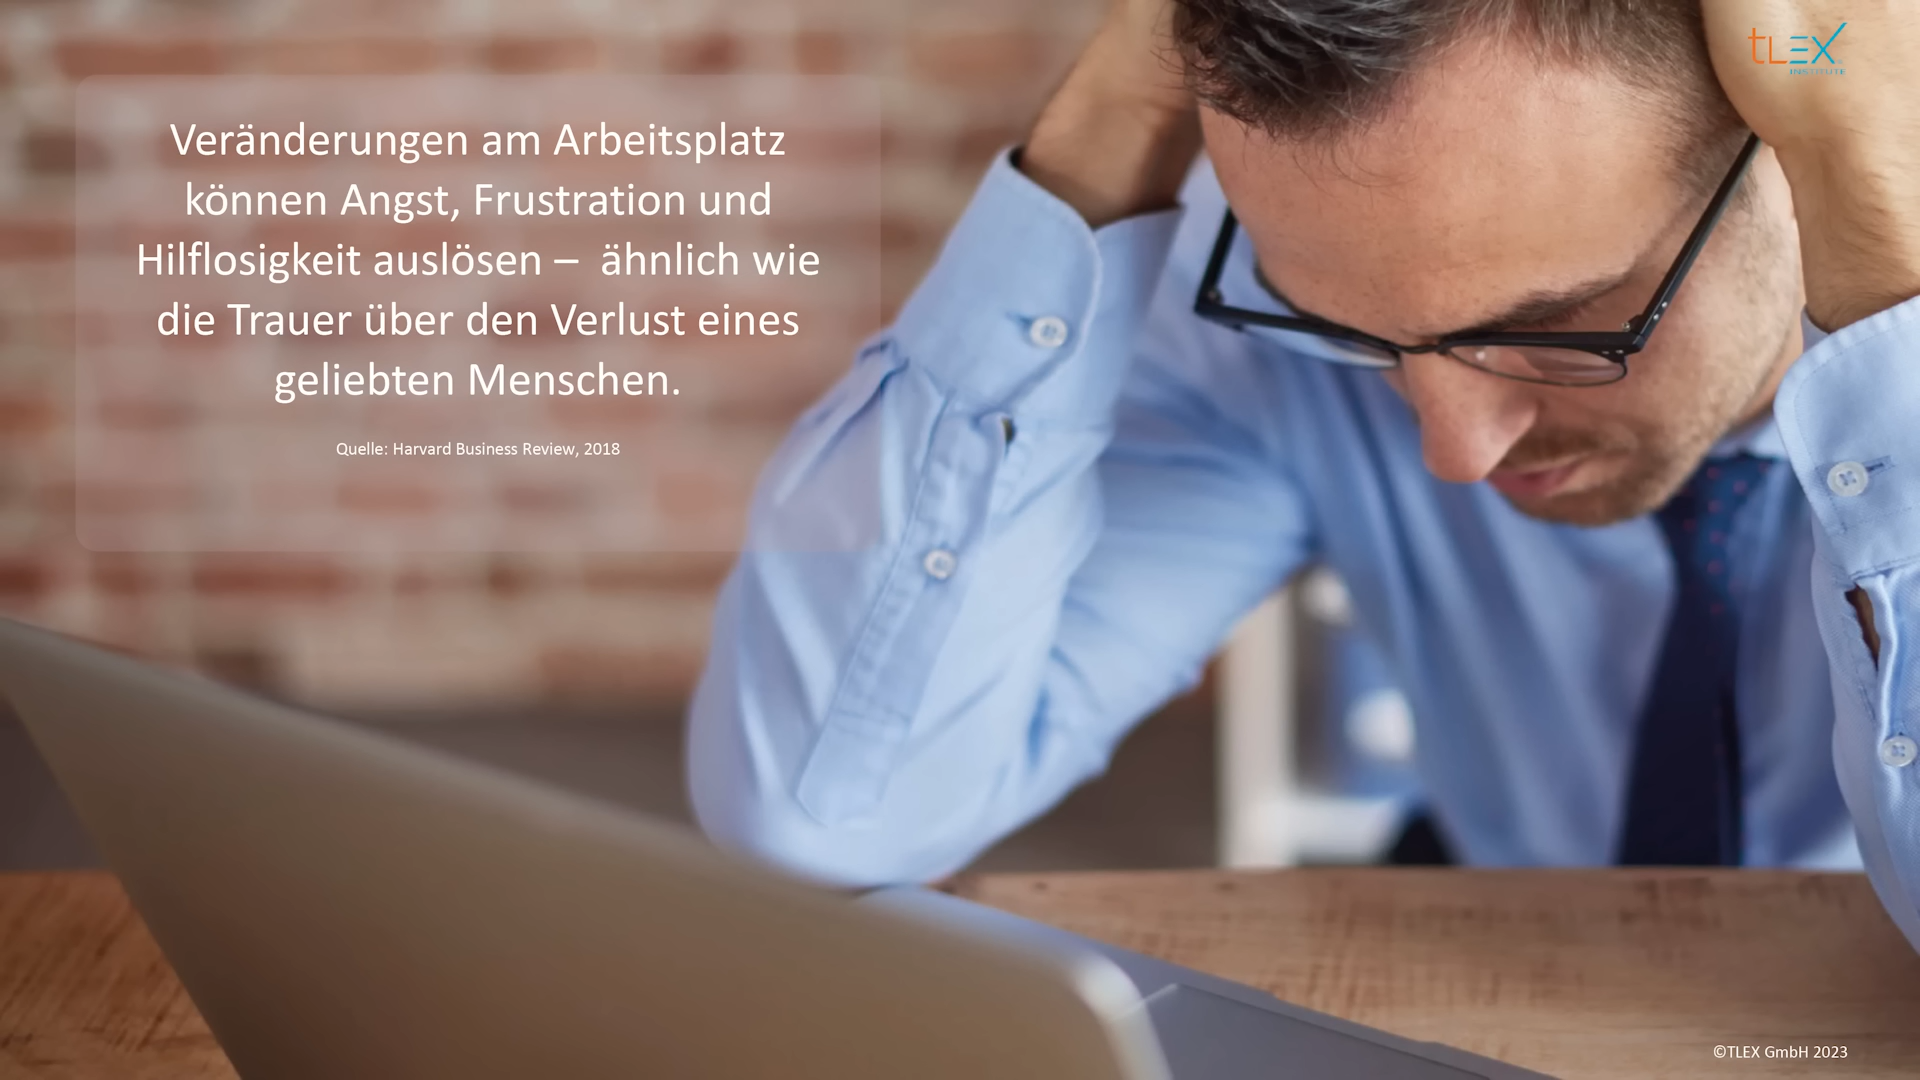 tLEX
INSTITUTE
Veränderungen am Arbeitsplatz
können Angst, Frustration und
Hilflosigkeit auslösen –  ähnlich wie
die Trauer über den Verlust eines
geliebten Menschen.
Quelle: Harvard Business Review, 2018
©TLEX GmbH 2023